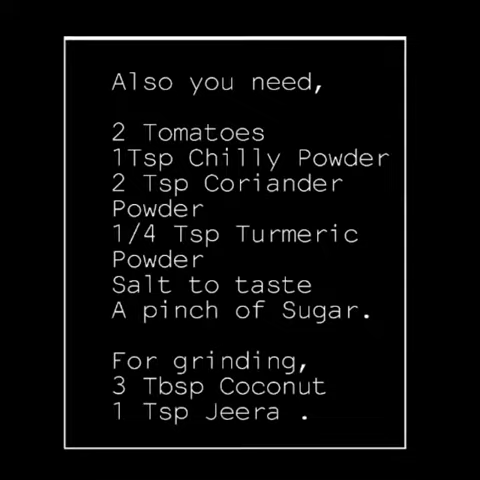 Also you need,
2 Tomatoes
1Tsp Chilly Powder
2 Tsp Coriander
Powder
1/4 Tsp Turmeric
Powder
Salt to taste
A pinch of Sugar.
For grinding,
3 Tbsp Coconut
1 Tsp Jeera .